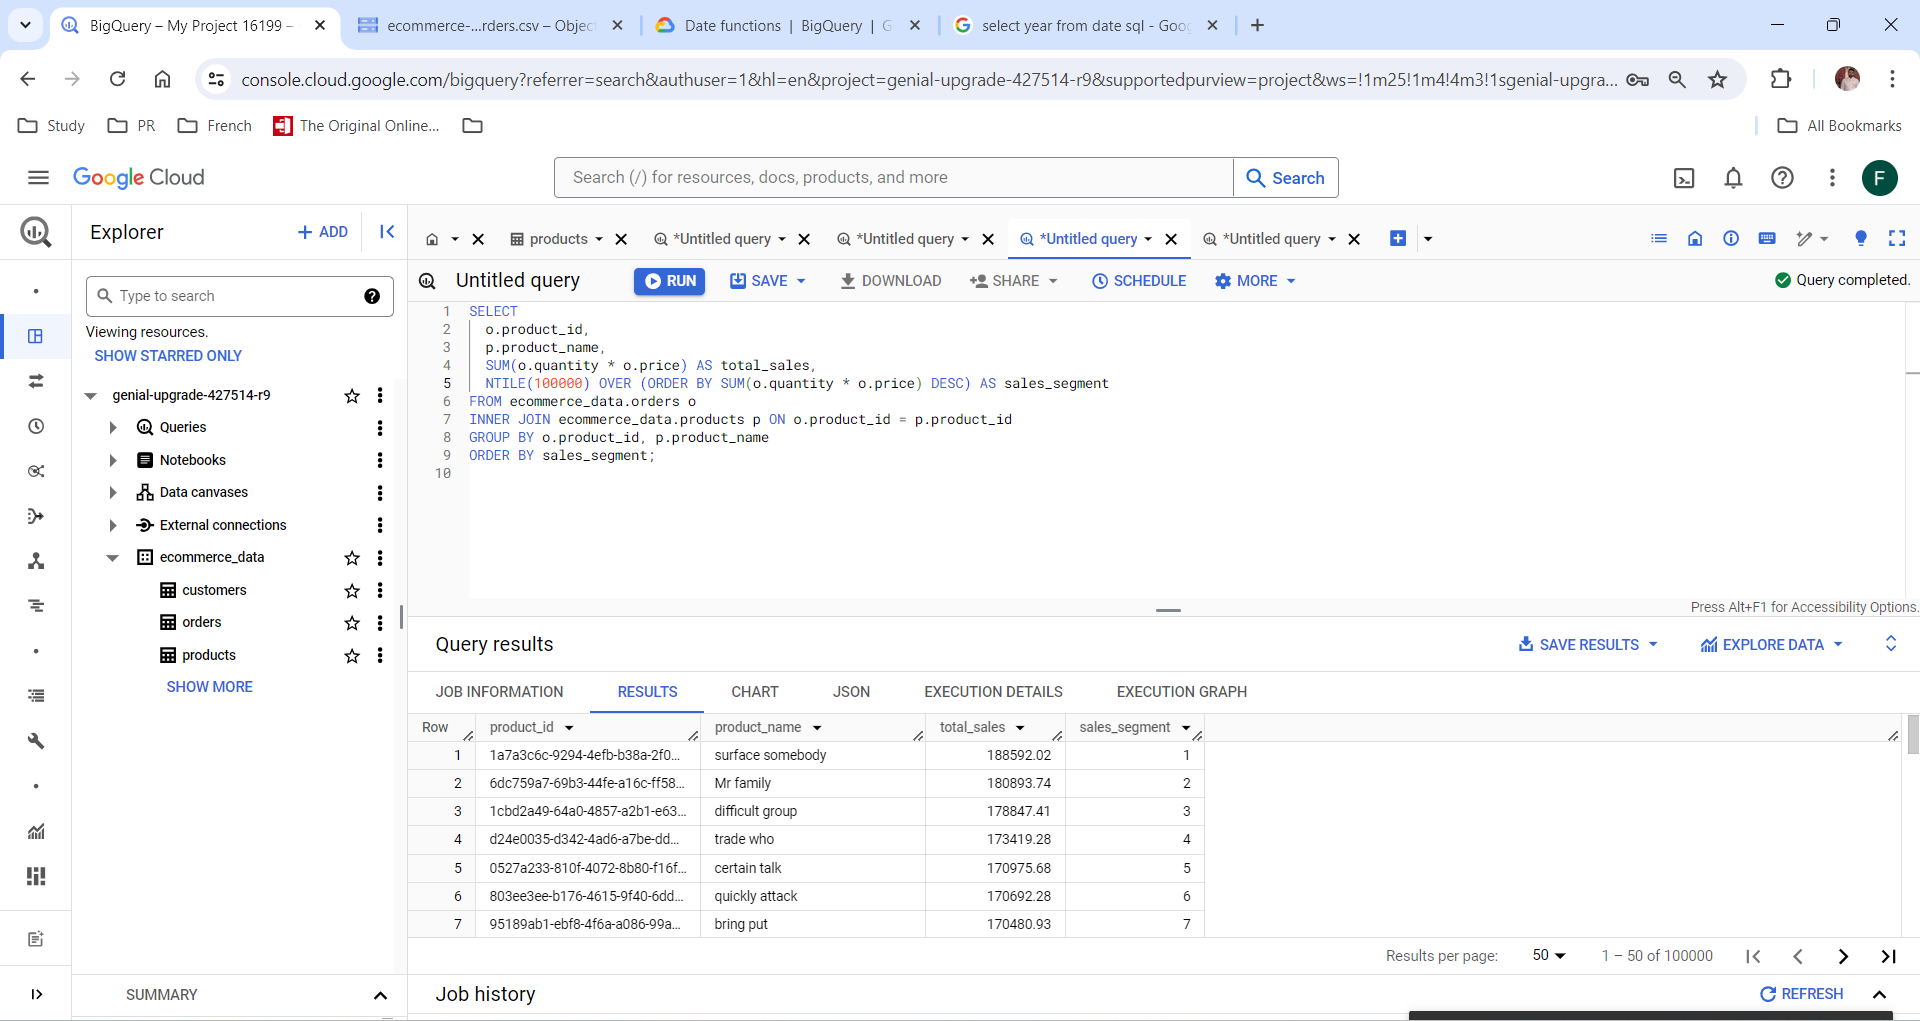 BigQuery – My Project 16199 –
ecommerce-...rders.csv – Objec
Date functions | BigQuery | G
select year from date sql - Goog
console.cloud.google.com/bigquery?referrer=search&authuser=1&hl=en&project=genial-upgrade-427514-r9&supportedpurview=project&ws=!1m25!1m4!4m3!1sgenial-upgra...
Study
PR
French
The Original Online...
All Bookmarks
Google Cloud
Search (/) for resources, docs, products, and more
Search
F
Explorer
+ ADD
products
*Untitled query
*Untitled query
*Untitled query
*Untitled query
Untitled query
RUN
SAVE
DOWNLOAD
SHARE
SCHEDULE
MORE
Query completed.
Type to search
Viewing resources.
SHOW STARRED ONLY
genial-upgrade-427514-r9
Queries
Notebooks
Data canvases
External connections
ecommerce_data
customers
orders
products
SHOW MORE
SUMMARY
1 SELECT
2 o.product_id,
3 p.product_name,
4 SUM(o.quantity * o.price) AS total_sales,
5 NTILE(100000) OVER (ORDER BY SUM(o.quantity * o.price) DESC) AS sales_segment
6 FROM ecommerce_data.orders o
7 INNER JOIN ecommerce_data.products p ON o.product_id = p.product_id
8 GROUP BY o.product_id, p.product_name
9 ORDER BY sales_segment;
10
Press Alt+F1 for Accessibility Options.
Query results
SAVE RESULTS
EXPLORE DATA
JOB INFORMATION RESULTS CHART JSON EXECUTION DETAILS EXECUTION GRAPH
Row product_id product_name total_sales sales_segment
1 1a7a3c6c-9294-4efb-b38a-2f0... surface somebody 188592.02 1
2 6dc759a7-69b3-44fe-a16c-ff58... Mr family 180893.74 2
3 1cbd2a49-64a0-4857-a2b1-e63... difficult group 178847.41 3
4 d24e0035-d342-4ad6-a7be-dd... trade who 173419.28 4
5 0527a233-810f-4072-8b80-f16f... certain talk 170975.68 5
6 803ee3ee-b176-4615-9f40-6dd... quickly attack 170692.28 6
7 95189ab1-ebf8-4f6a-a086-99a... bring put 170480.93 7
Results per page: 50 1 – 50 of 100000
Job history
REFRESH